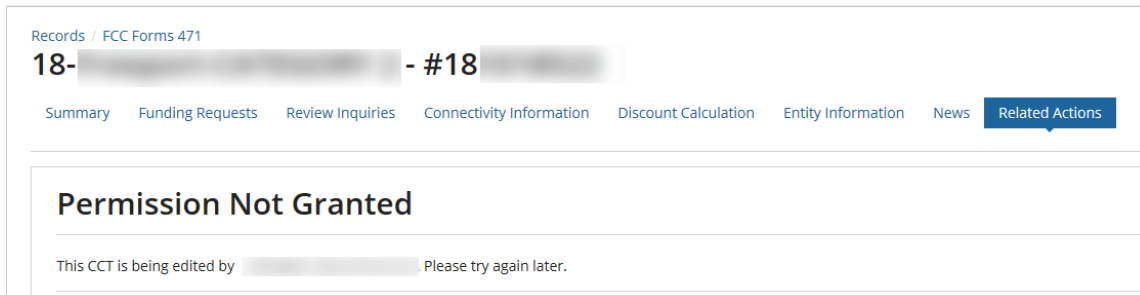 Records / FCC Forms 471
18- - #18
Summary Funding Requests Review Inquiries Connectivity Information Discount Calculation Entity Information News Related Actions
Permission Not Granted
This CCT is being edited by . Please try again later.